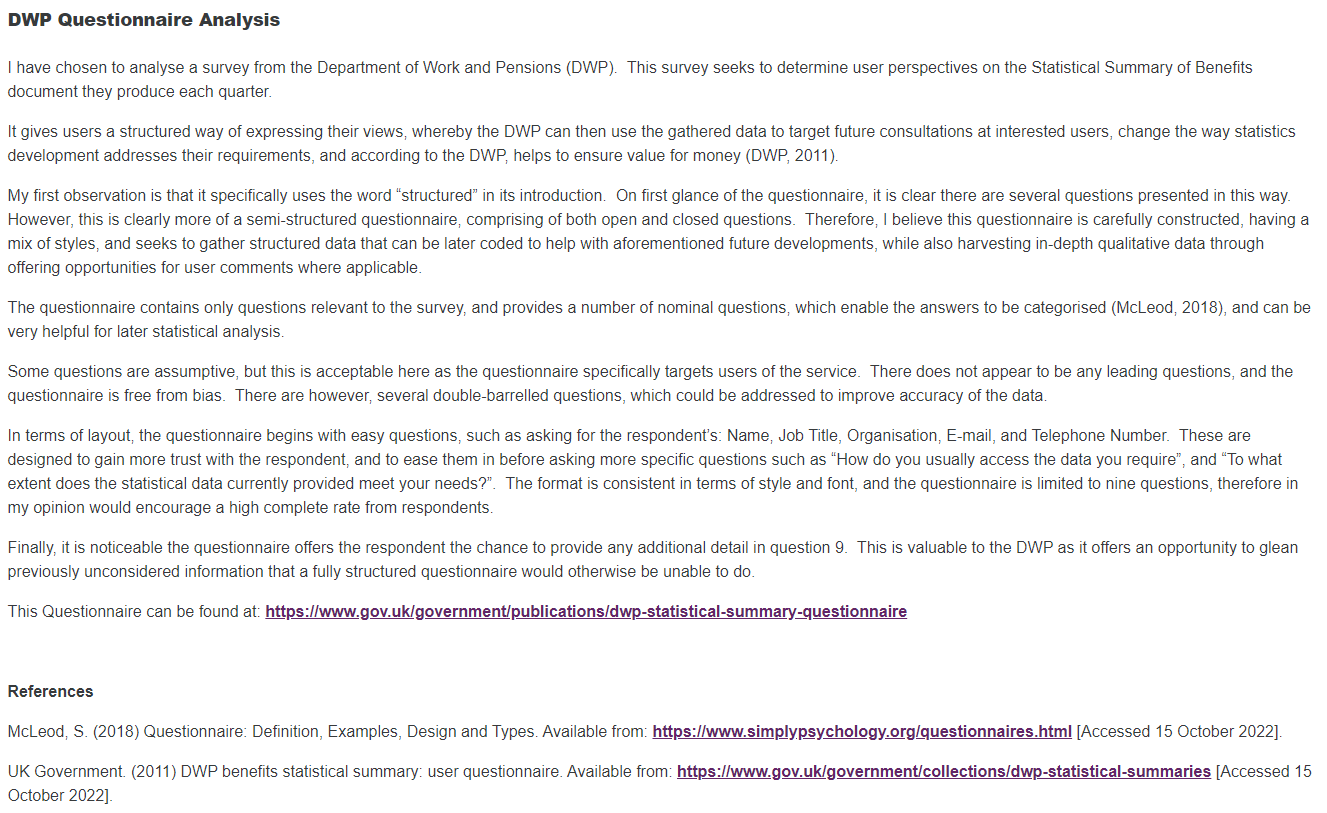 DWP Questionnaire Analysis
I have chosen to analyse a survey from the Department of Work and Pensions (DWP).  This survey seeks to determine user perspectives on the Statistical Summary of Benefits
document they produce each quarter.
It gives users a structured way of expressing their views, whereby the DWP can then use the gathered data to target future consultations at interested users, change the way statistics
development addresses their requirements, and according to the DWP, helps to ensure value for money (DWP, 2011).
My first observation is that it specifically uses the word “structured” in its introduction.  On first glance of the questionnaire, it is clear there are several questions presented in this way.
However, this is clearly more of a semi-structured questionnaire, comprising of both open and closed questions.  Therefore, I believe this questionnaire is carefully constructed, having a
mix of styles, and seeks to gather structured data that can be later coded to help with aforementioned future developments, while also harvesting in-depth qualitative data through
offering opportunities for user comments where applicable.
The questionnaire contains only questions relevant to the survey, and provides a number of nominal questions, which enable the answers to be categorised (McLeod, 2018), and can be
very helpful for later statistical analysis.
Some questions are assumptive, but this is acceptable here as the questionnaire specifically targets users of the service.  There does not appear to be any leading questions, and the
questionnaire is free from bias.  There are however, several double-barrelled questions, which could be addressed to improve accuracy of the data.
In terms of layout, the questionnaire begins with easy questions, such as asking for the respondent’s: Name, Job Title, Organisation, E-mail, and Telephone Number.  These are
designed to gain more trust with the respondent, and to ease them in before asking more specific questions such as “How do you usually access the data you require”, and “To what
extent does the statistical data currently provided meet your needs?”.  The format is consistent in terms of style and font, and the questionnaire is limited to nine questions, therefore in
my opinion would encourage a high complete rate from respondents.
Finally, it is noticeable the questionnaire offers the respondent the chance to provide any additional detail in question 9.  This is valuable to the DWP as it offers an opportunity to glean
previously unconsidered information that a fully structured questionnaire would otherwise be unable to do.
This Questionnaire can be found at: https://www.gov.uk/government/publications/dwp-statistical-summary-questionnaire
References
McLeod, S. (2018) Questionnaire: Definition, Examples, Design and Types. Available from: https://www.simplypsychology.org/questionnaires.html [Accessed 15 October 2022].
UK Government. (2011) DWP benefits statistical summary: user questionnaire. Available from: https://www.gov.uk/government/collections/dwp-statistical-summaries [Accessed 15
October 2022].